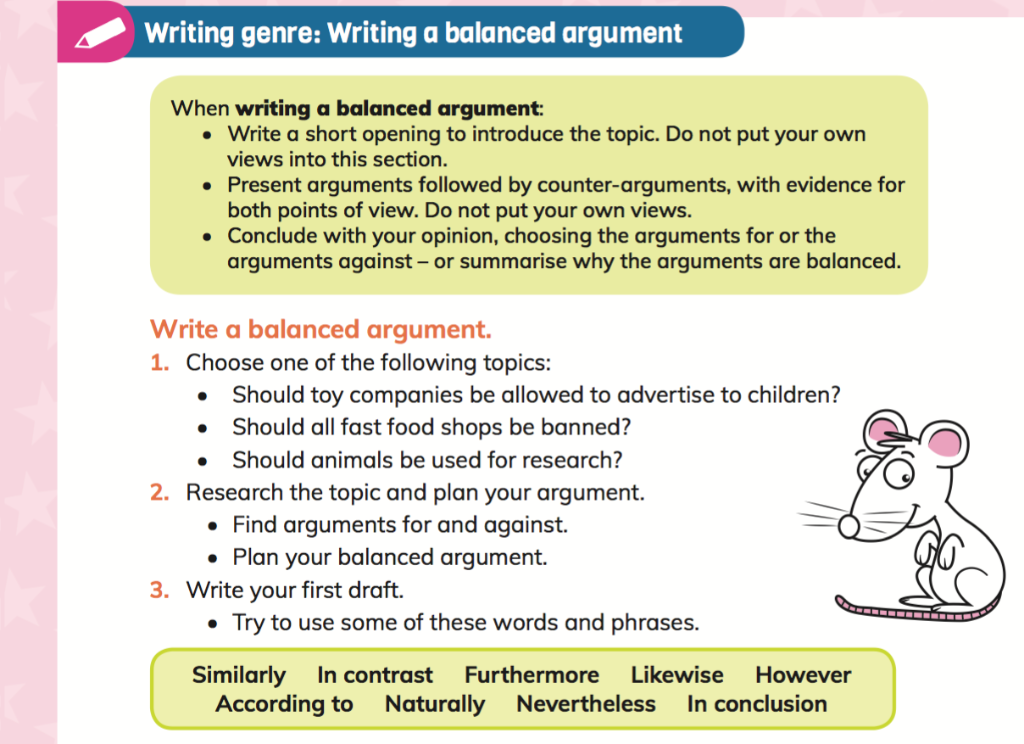 Writing genre: Writing a balanced argument
When writing a balanced argument:
• Write a short opening to introduce the topic. Do not put your own
views into this section.
• Present arguments followed by counter-arguments, with evidence for
both points of view. Do not put your own views.
• Conclude with your opinion, choosing the arguments for or the
arguments against – or summarise why the arguments are balanced.
Write a balanced argument.
1. Choose one of the following topics:
• Should toy companies be allowed to advertise to children?
• Should all fast food shops be banned?
• Should animals be used for research?
2. Research the topic and plan your argument.
• Find arguments for and against.
• Plan your balanced argument.
3. Write your first draft.
• Try to use some of these words and phrases.
Similarly In contrast Furthermore Likewise However
According to Naturally Nevertheless In conclusion